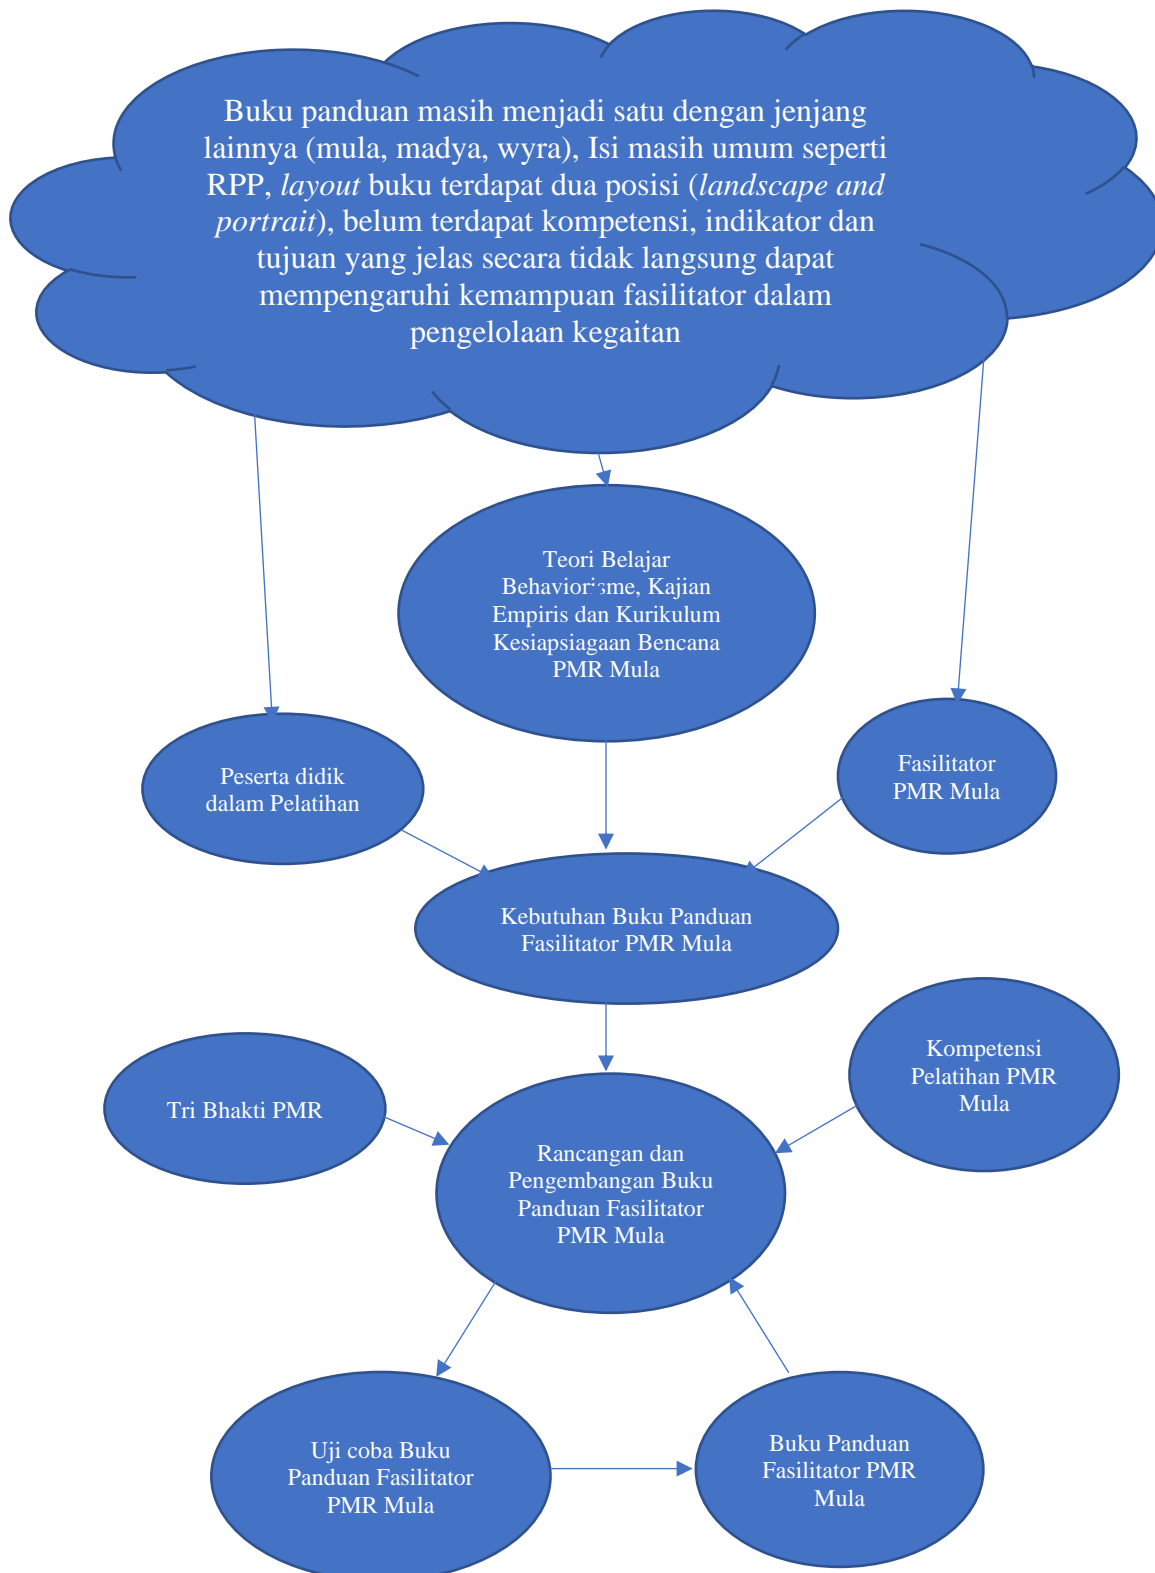 Buku panduan masih menjadi satu dengan jenjang
lainnya (mula, madya, wyra), Isi masih umum seperti
RPP, layout buku terdapat dua posisi (landscape and
portrait), belum terdapat kompetensi, indikator dan
tujuan yang jelas secara tidak langsung dapat
mempengaruhi kemampuan fasilitator dalam
pengelolaan kegaitan
Teori Belajar
Behaviorisme, Kajian
Empiris dan Kurikulum
Kesiapsiagaan Bencana
PMR Mula
Peserta didik
dalam Pelatihan
Fasilitator
PMR Mula
Kebutuhan Buku Panduan
Fasilitator PMR Mula
Tri Bhakti PMR
Kompetensi
Pelatihan PMR
Mula
Rancangan dan
Pengembangan Buku
Panduan Fasilitator
PMR Mula
Uji coba Buku
Panduan Fasilitator
PMR Mula
Buku Panduan
Fasilitator PMR
Mula